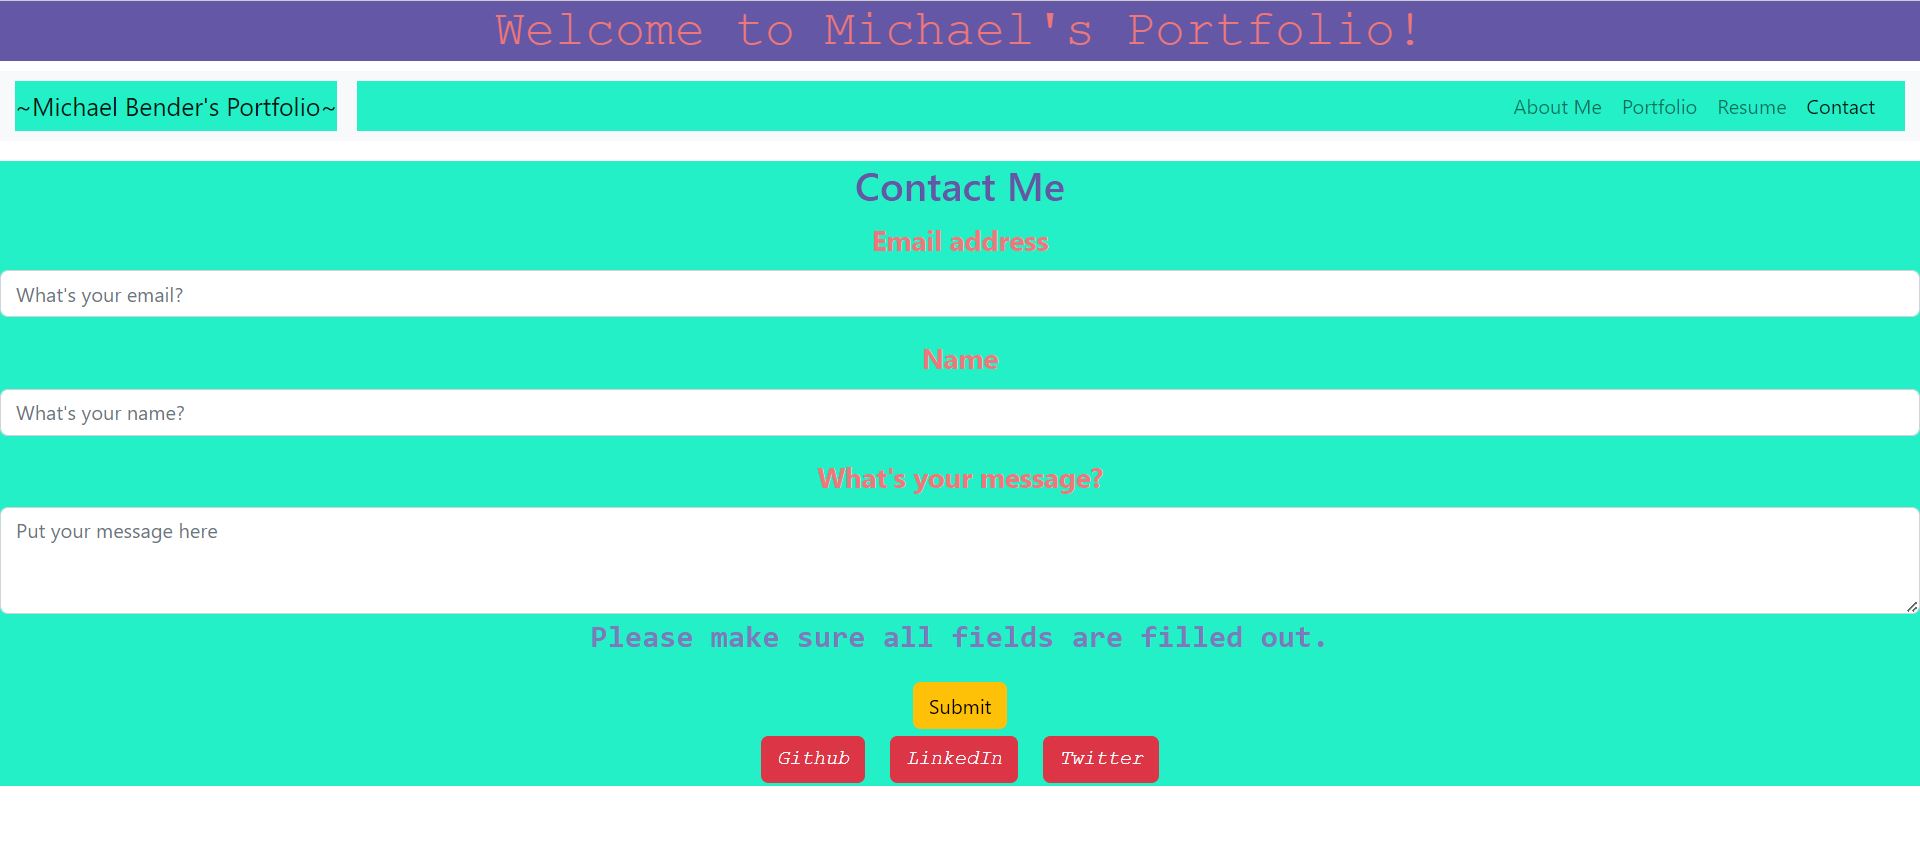 Welcome to Michael's Portfolio!
~Michael Bender's Portfolio~
About Me Portfolio Resume Contact
Contact Me
Email address
What's your email?
Name
What's your name?
What's your message?
Put your message here
Please make sure all fields are filled out.
Submit
Github LinkedIn Twitter